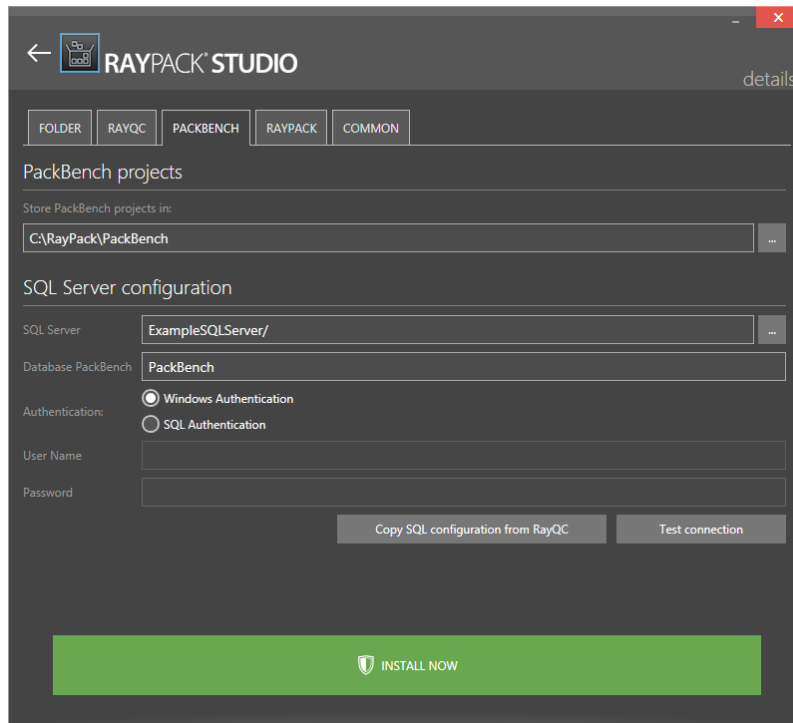 RAYPACK® STUDIO
details
FOLDER RAYQC PACKBENCH RAYPACK COMMON
PackBench projects
Store PackBench projects in:
C:\RayPack\PackBench ...
SQL Server configuration
SQL Server ExampleSQLServer/ ...
Database PackBench PackBench
Authentication: Windows Authentication
SQL Authentication
User Name
Password
Copy SQL configuration from RayQC Test connection
INSTALL NOW